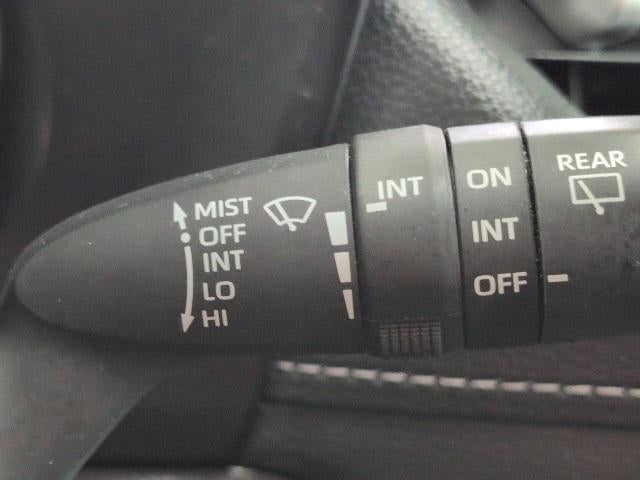 MIST
OFF
INT
LO
HI
INT
ON
INT
OFF
REAR